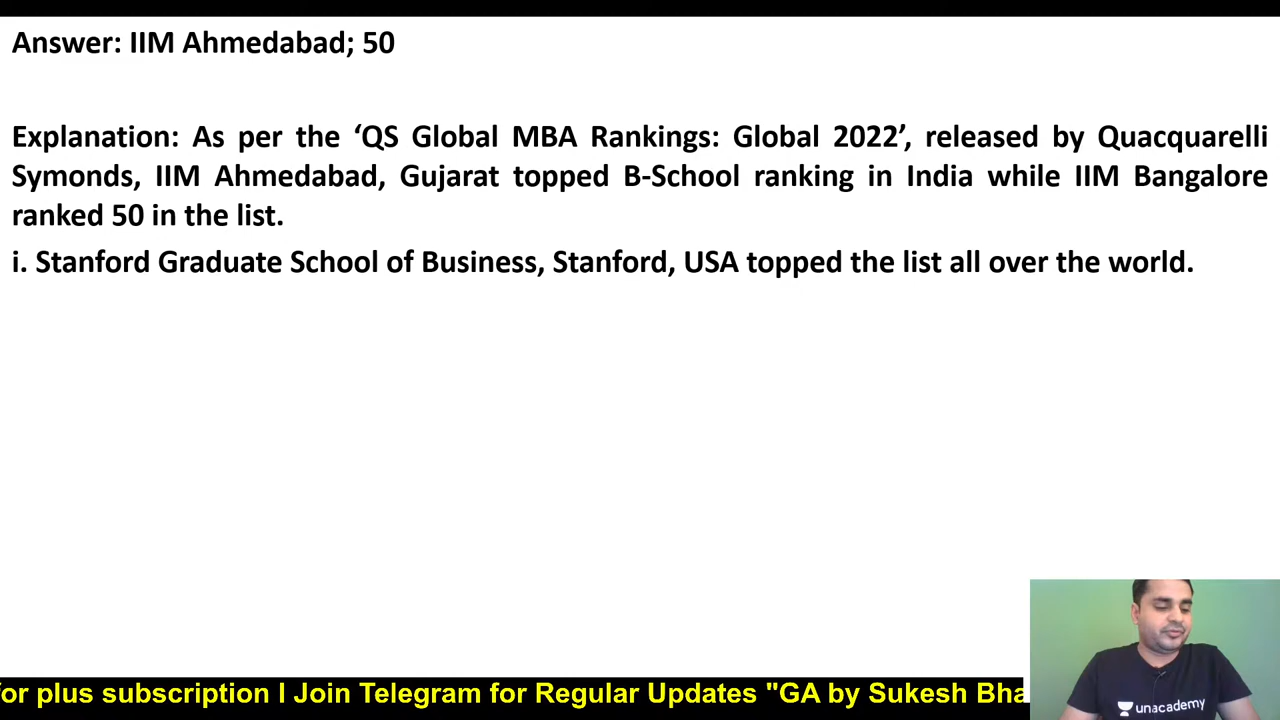 Answer: IIM Ahmedabad; 50
Explanation: As per the ‘QS Global MBA Rankings: Global 2022’, released by Quacquarelli
Symonds, IIM Ahmedabad, Gujarat topped B-School ranking in India while IIM Bangalore
ranked 50 in the list.
i. Stanford Graduate School of Business, Stanford, USA topped the list all over the world.
for plus subscription I Join Telegram for Regular Updates "GA by Sukesh Bha
unacademy